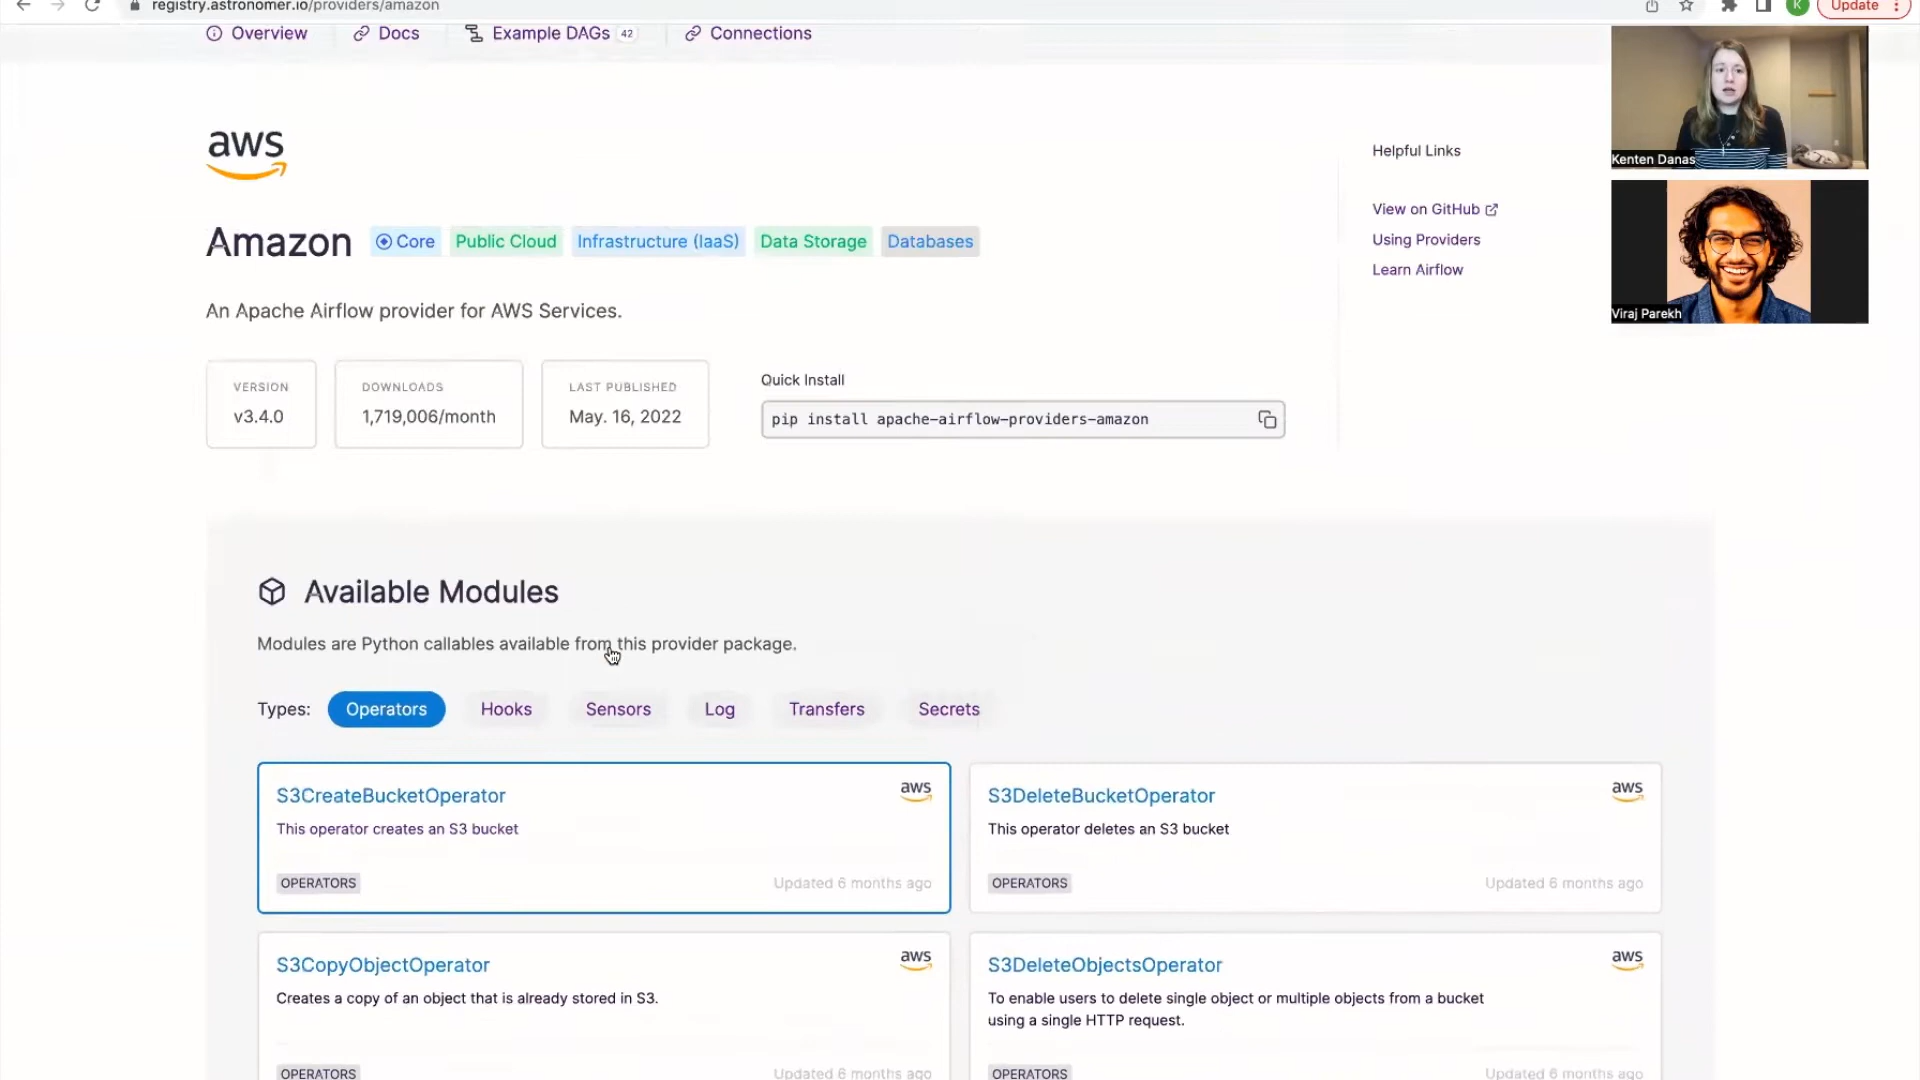 registry.astronomer.io/providers/amazon
K
Update
Overview
Docs
Example DAGs 42
Connections
aws
Amazon
Core
Public Cloud
Infrastructure (IaaS)
Data Storage
Databases
An Apache Airflow provider for AWS Services.
VERSION
v3.4.0
DOWNLOADS
1,719,006/month
LAST PUBLISHED
May. 16, 2022
Quick Install
pip install apache-airflow-providers-amazon
Helpful Links
View on GitHub
Using Providers
Learn Airflow
Kenten Danas
Viraj Parekh
Available Modules
Modules are Python callables available from this provider package.
Types: Operators Hooks Sensors Log Transfers Secrets
S3CreateBucketOperator
aws
This operator creates an S3 bucket
OPERATORS
Updated 6 months ago
S3DeleteBucketOperator
aws
This operator deletes an S3 bucket
OPERATORS
Updated 6 months ago
S3CopyObjectOperator
aws
Creates a copy of an object that is already stored in S3.
OPERATORS
Updated 6 months ago
S3DeleteObjectsOperator
aws
To enable users to delete single object or multiple objects from a bucket
using a single HTTP request.
OPERATORS
Updated 6 months ago